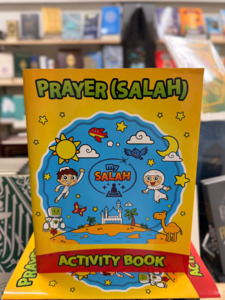 PRAYER (SALAH)
my
SALAH
ACTIVITY BOOK